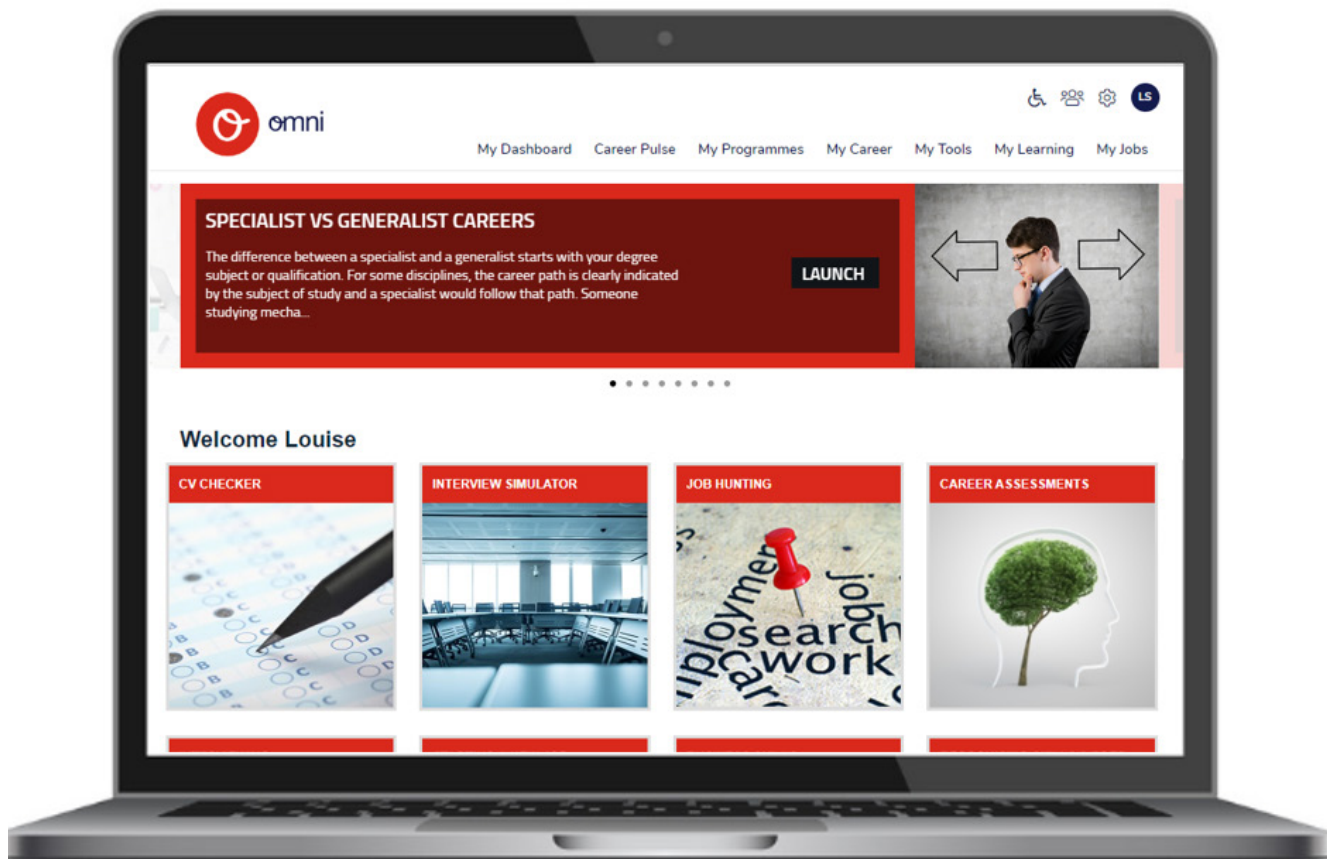 LS
omni
My Dashboard Career Pulse My Programmes My Career My Tools My Learning My Jobs
SPECIALIST VS GENERALIST CAREERS
The difference between a specialist and a generalist starts with your degree
subject or qualification. For some disciplines, the career path is clearly indicated
by the subject of study and a specialist would follow that path. Someone
studying mecha...
LAUNCH
Welcome Louise
CV CHECKER
INTERVIEW SIMULATOR
JOB HUNTING
CAREER ASSESSMENTS
B
C
D
job
search
work